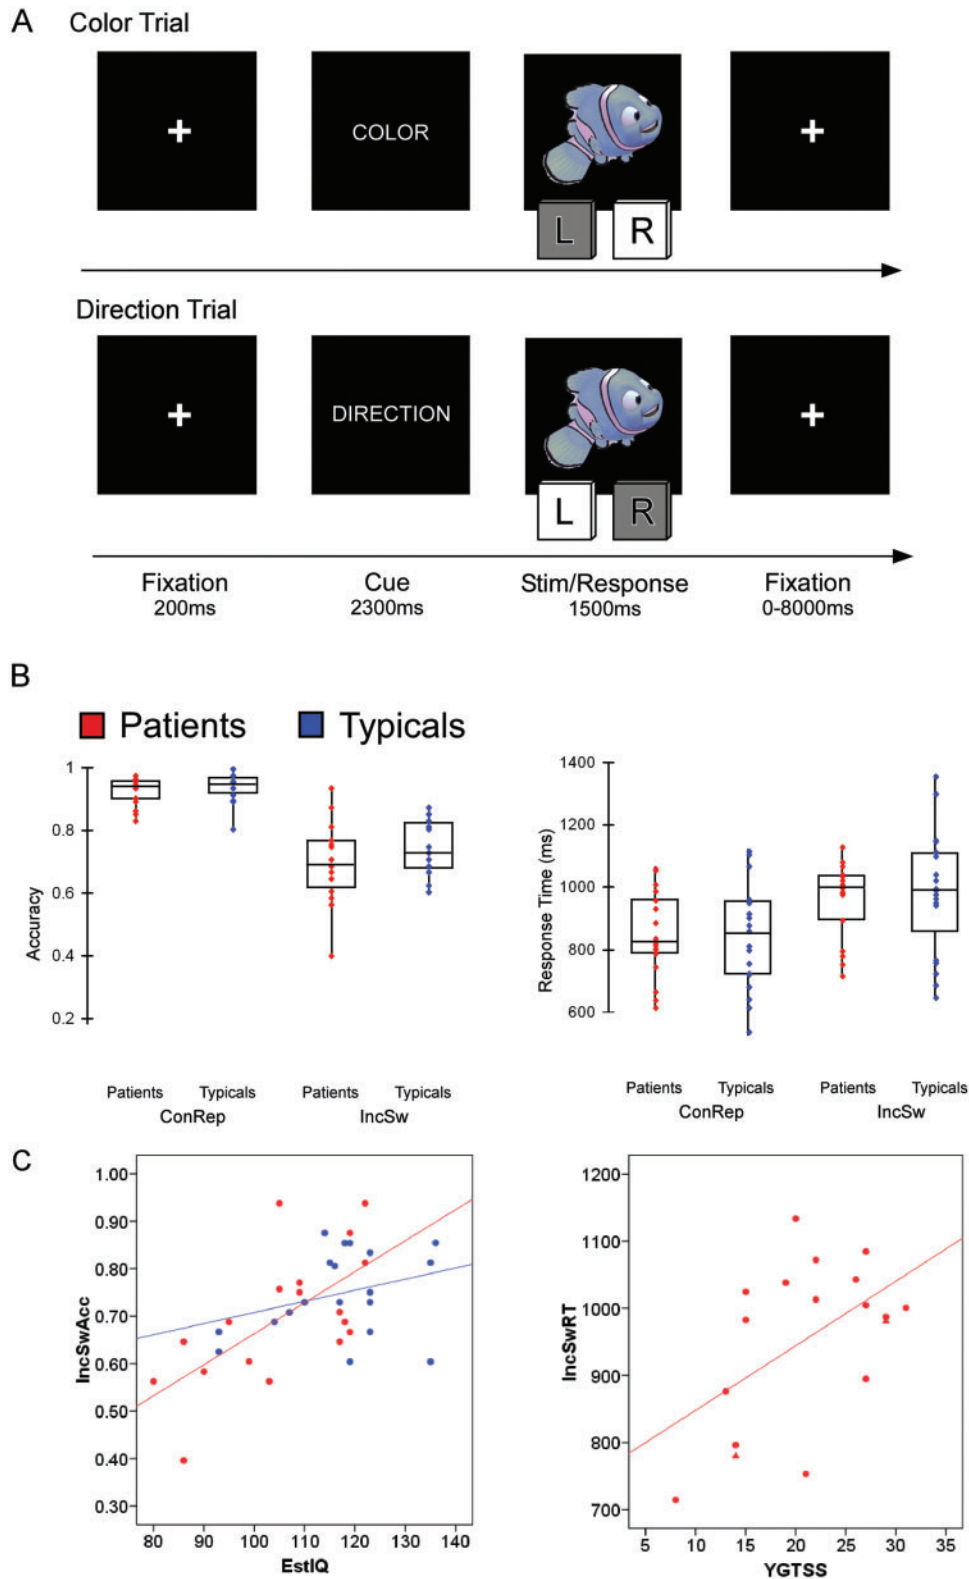 A
Color Trial
+
COLOR
+
L R
Direction Trial
+
DIRECTION
+
L R
Fixation Cue Stim/Response Fixation
200ms 2300ms 1500ms 0-8000ms
B
Patients Typicals
1
0.8
0.6
0.4
0.2
Accuracy
Patients Typicals Patients Typicals
ConRep IncSw
1400
1200
1000
800
600
Response Time (ms)
Patients Typicals Patients Typicals
ConRep IncSw
C
1.00
0.90
0.80
0.70
0.60
0.50
0.40
0.30
IncSwAcc
80 90 100 110 120 130 140
EstIQ
1200
1100
1000
900
800
700
IncSwRT
5 10 15 20 25 30 35
YGTSS